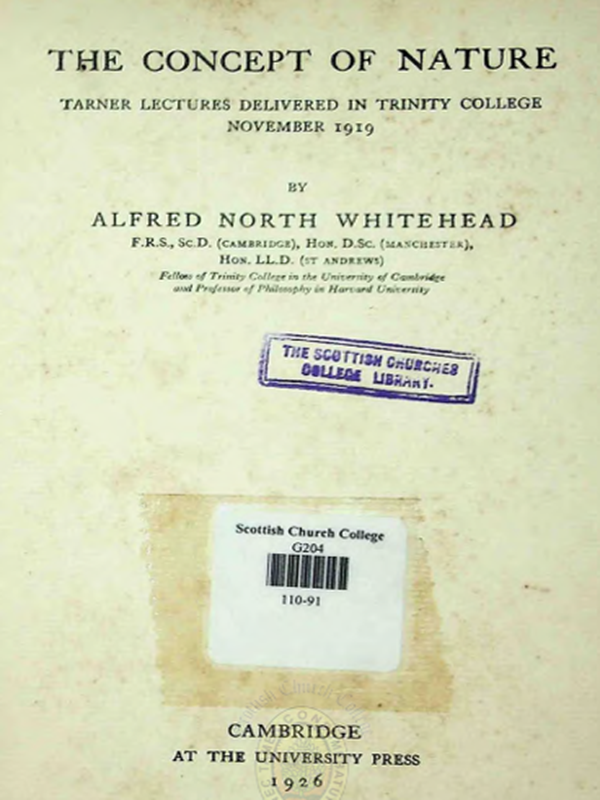 THE CONCEPT OF NATURE
TARNER LECTURES DELIVERED IN TRINITY COLLEGE
NOVEMBER 1919
BY
ALFRED NORTH WHITEHEAD
F.R.S., Sc.D. (CAMBRIDGE), Hon. D.Sc. (MANCHESTER),
Hon. LL.D. (ST ANDREWS)
Fellow of Trinity College in the University of Cambridge
and Professor of Philosophy in Harvard University
THE SCOTTISH CHURCHES
COLLEGE LIBRARY.
Scottish Church College
G204
110-91
CAMBRIDGE
AT THE UNIVERSITY PRESS
1926